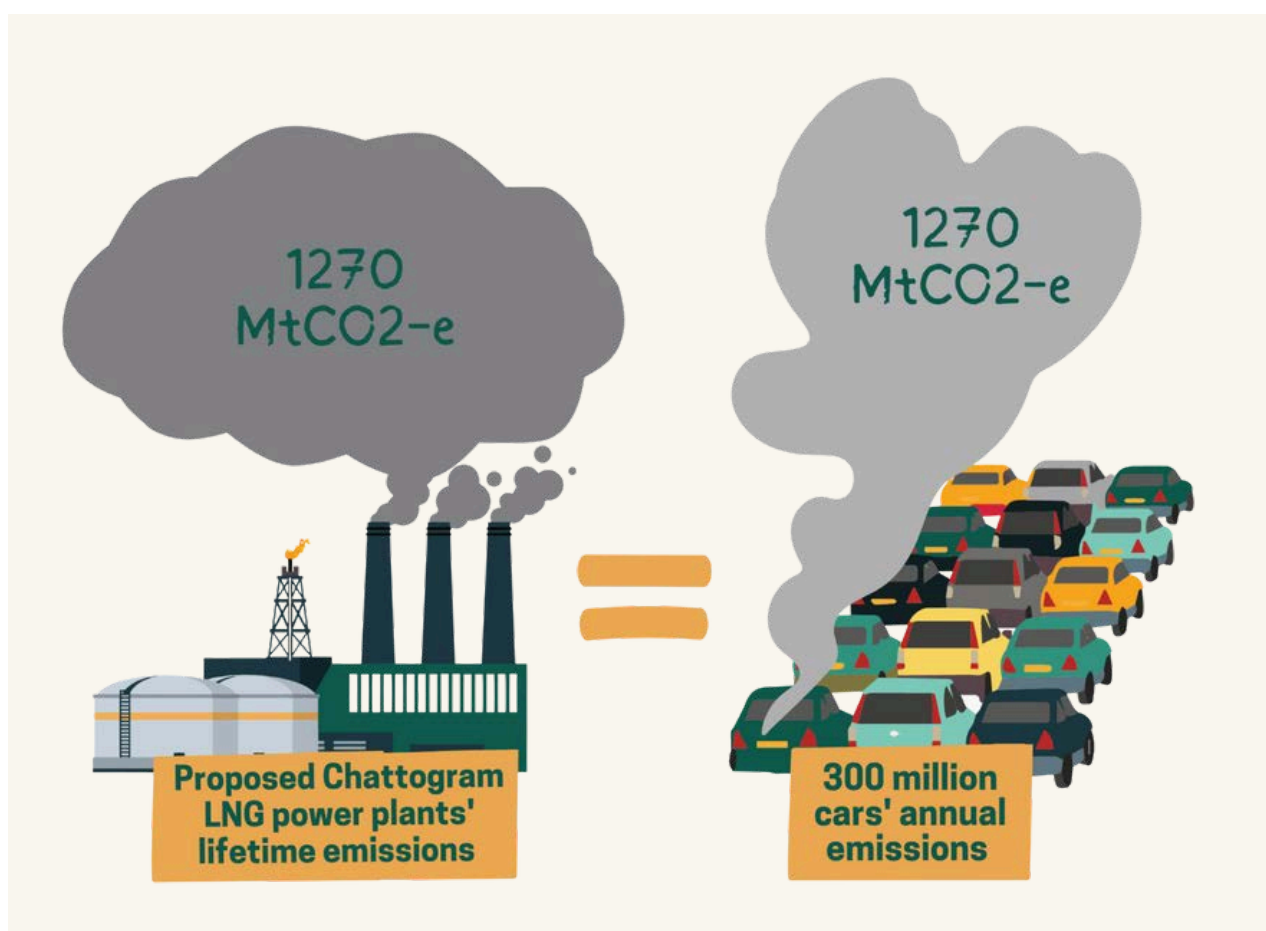 1270
MtCO2-e
Proposed Chattogram
LNG power plants'
lifetime emissions
1270
MtCO2-e
300 million
cars' annual
emissions